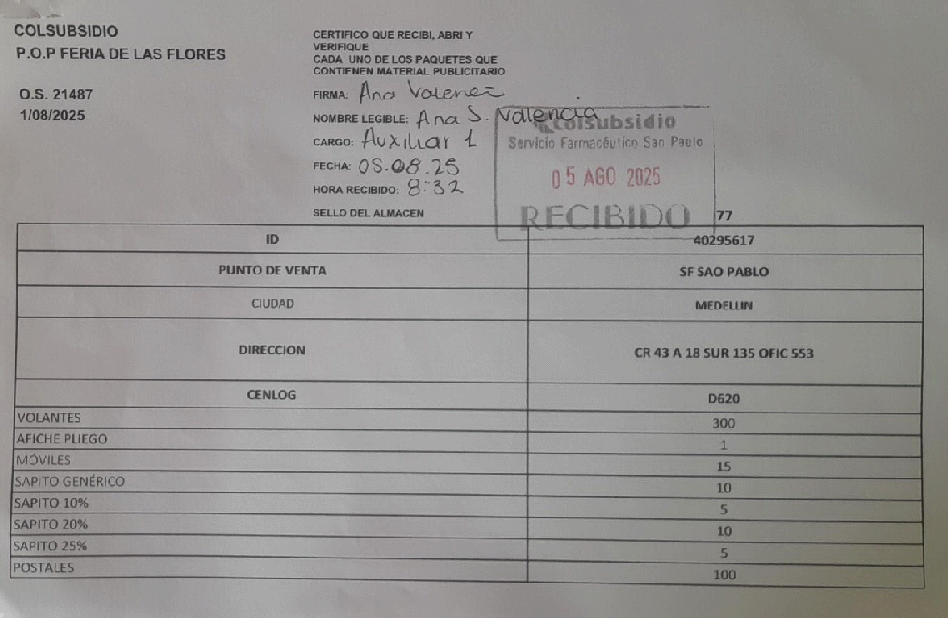 COLSUBSIDIO
P.O.P FERIA DE LAS FLORES
O.S. 21487
1/08/2025
CERTIFICO QUE RECIBI, ABRI Y
VERIFIQUE
CADA UNO DE LOS PAQUETES QUE
CONTIENEN MATERIAL PUBLICITARIO
FIRMA: Ana
NOMBRE LEGIBLE: Ana S. Valencia
CARGO: Auxiliar 1
FECHA: 05.08.25
HORA RECIBIDO: 8:32
SELLO DEL ALMACEN
colsubsidio
Servicio Farmacéutico San Paolo
05 AGO 2025
RECIBIDO
77
ID 40295617
PUNTO DE VENTA SF SAO PABLO
CIUDAD MEDELLIN
DIRECCION CR 43 A 18 SUR 135 OFIC 553
CENLOG D620
VOLANTES 300
AFICHE PLIEGO 1
MÓVILES 15
SAPITO GENÉRICO 10
SAPITO 10% 5
SAPITO 20% 10
SAPITO 25% 5
POSTALES 100